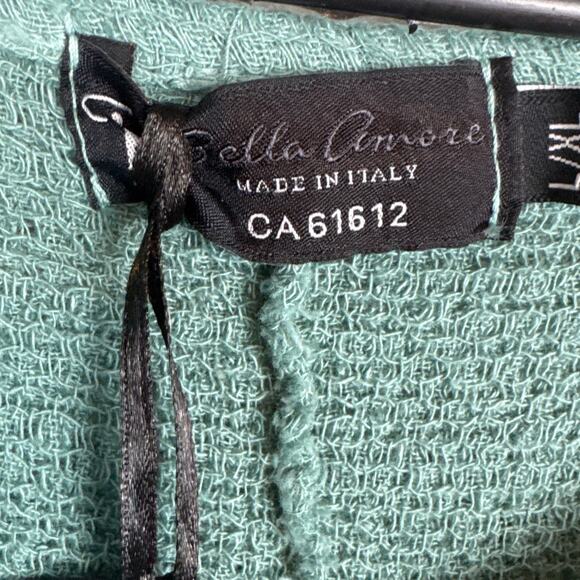 Bella Amore
MADE IN ITALY
CA 61612
L/XL